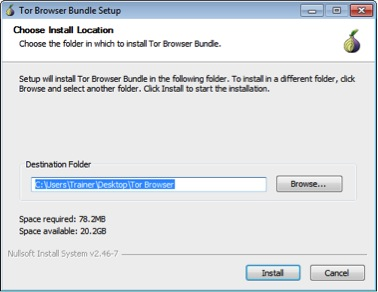 Tor Browser Bundle Setup
Choose Install Location
Choose the folder in which to install Tor Browser Bundle.
Setup will install Tor Browser Bundle in the following folder. To install in a different folder, click
Browse and select another folder. Click Install to start the installation.
Destination Folder
C:\Users\Trainer\Desktop\Tor Browser
Browse...
Space required: 78.2MB
Space available: 20.2GB
Nullsoft Install System v2.46-7
Install Cancel